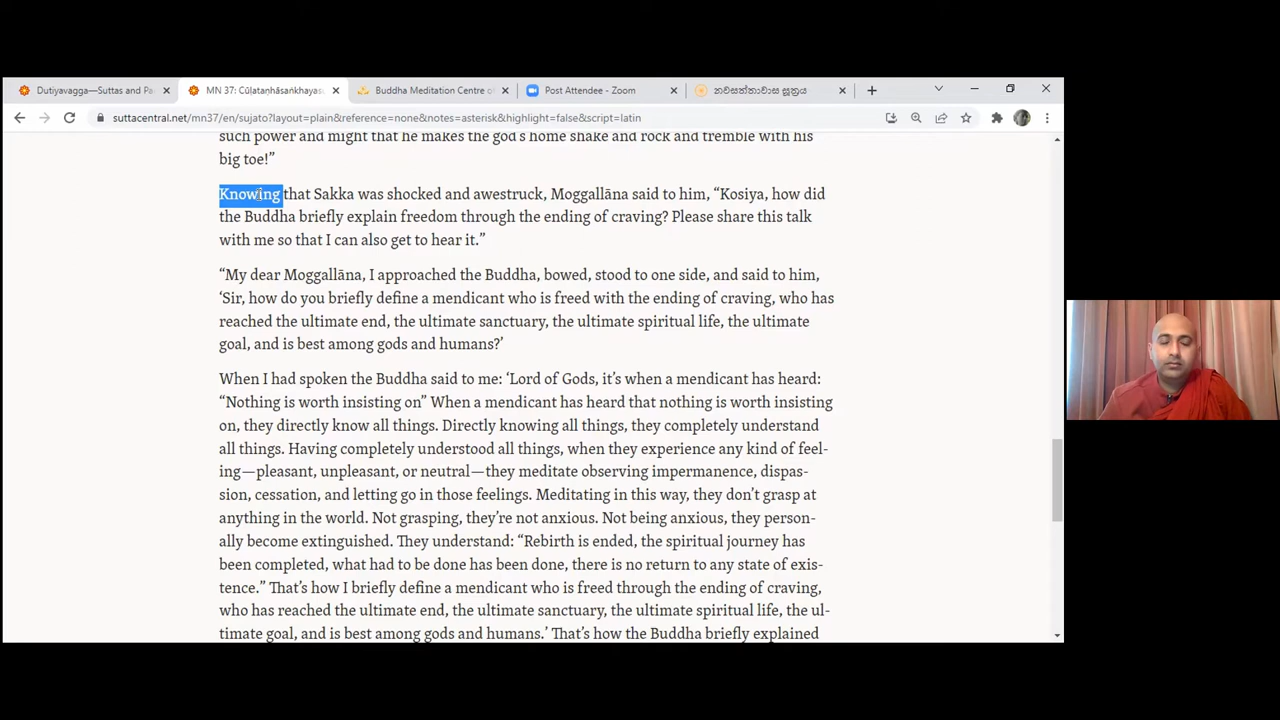 Dutiyavagga—Suttas and Pa
MN 37: Cūḷataṇhāsaṅkhayas
Buddha Meditation Centre o
Post Attendee - Zoom
නවසත්තාවාස සූත්‍රය
suttacentral.net/mn37/en/sujato?layout=plain&reference=none&notes=asterisk&highlight=false&script=latin
such power and might that he makes the god's home shake and rock and tremble with his
big toe!”
Knowing that Sakka was shocked and awestruck, Moggallāna said to him, “Kosiya, how did
the Buddha briefly explain freedom through the ending of craving? Please share this talk
with me so that I can also get to hear it.”
“My dear Moggallāna, I approached the Buddha, bowed, stood to one side, and said to him,
‘Sir, how do you briefly define a mendicant who is freed with the ending of craving, who has
reached the ultimate end, the ultimate sanctuary, the ultimate spiritual life, the ultimate
goal, and is best among gods and humans?’
When I had spoken the Buddha said to me: ‘Lord of Gods, it’s when a mendicant has heard:
“Nothing is worth insisting on” When a mendicant has heard that nothing is worth insisting
on, they directly know all things. Directly knowing all things, they completely understand
all things. Having completely understood all things, when they experience any kind of feel-
ing—pleasant, unpleasant, or neutral—they meditate observing impermanence, dispas-
sion, cessation, and letting go in those feelings. Meditating in this way, they don’t grasp at
anything in the world. Not grasping, they’re not anxious. Not being anxious, they person-
ally become extinguished. They understand: “Rebirth is ended, the spiritual journey has
been completed, what had to be done has been done, there is no return to any state of exis-
tence.” That’s how I briefly define a mendicant who is freed through the ending of craving,
who has reached the ultimate end, the ultimate sanctuary, the ultimate spiritual life, the ul-
timate goal, and is best among gods and humans.’ That’s how the Buddha briefly explained